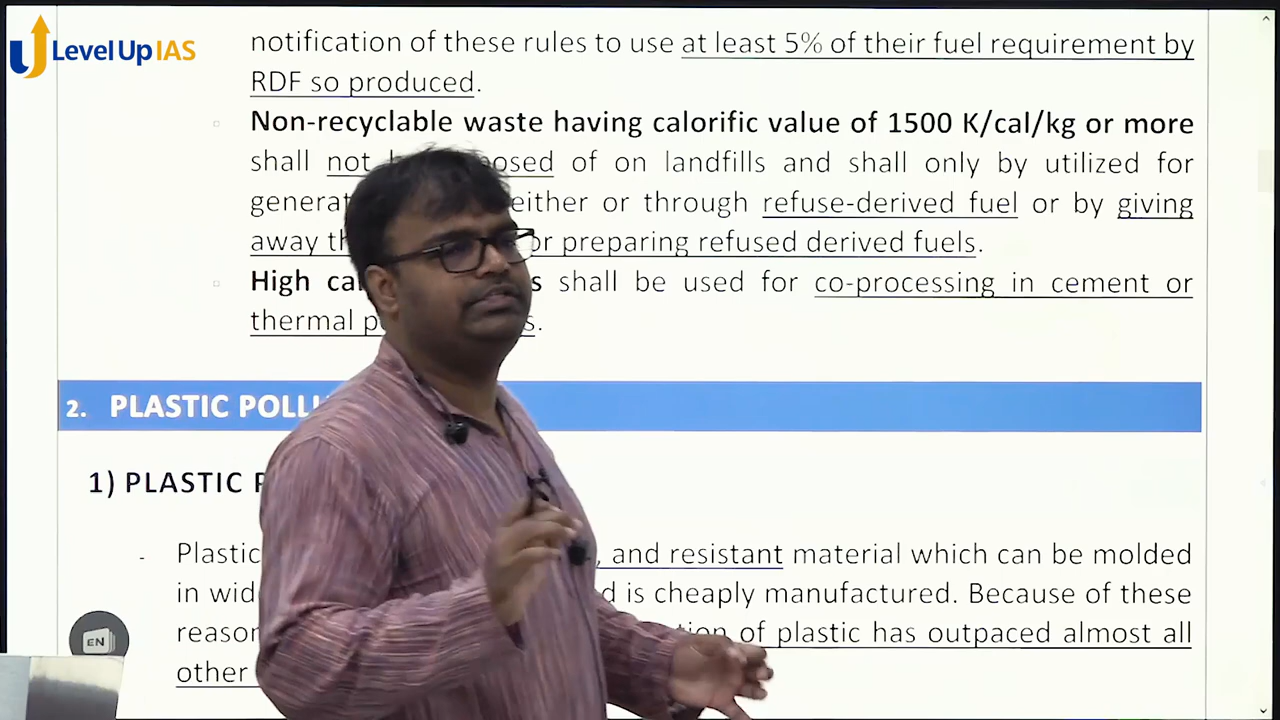 Level Up IAS
notification of these rules to use at least 5% of their fuel requirement by
RDF so produced.
Non-recyclable waste having calorific value of 1500 K/cal/kg or more
shall not posed of on landfills and shall only by utilized for
generat either or through refuse-derived fuel or by giving
away th or preparing refused derived fuels.
High ca s shall be used for co-processing in cement or
thermal p s.
2. PLASTIC POLLU
1) PLASTIC P
- Plastic , and resistant material which can be molded
in wid d is cheaply manufactured. Because of these
reason tion of plastic has outpaced almost all
other
EN